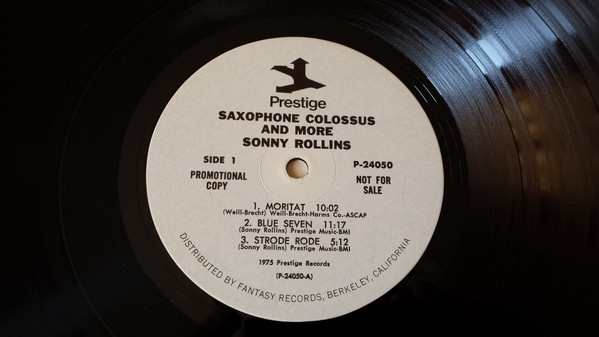 Prestige
SAXOPHONE COLOSSUS
AND MORE
SONNY ROLLINS
SIDE 1
P-24050
PROMOTIONAL
COPY
NOT FOR
SALE
1. MORITAT 10:02
(Weill-Brecht) Weill-Brecht-Harms Co.-ASCAP
2. BLUE SEVEN 11:17
(Sonny Rollins) Prestige Music-BMI
3. STRODE RODE 5:12
(Sonny Rollins) Prestige Music-BMI
1975 Prestige Records
(P-24050-A)
DISTRIBUTED BY FANTASY RECORDS, BERKELEY, CALIFORNIA